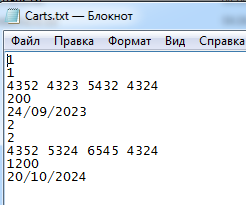 Carts.txt — Блокнот
Файл Правка Формат Вид Справка
1
1
4352 4323 5432 4324
200
24/09/2023
2
2
4352 5324 6545 4324
1200
20/10/2024